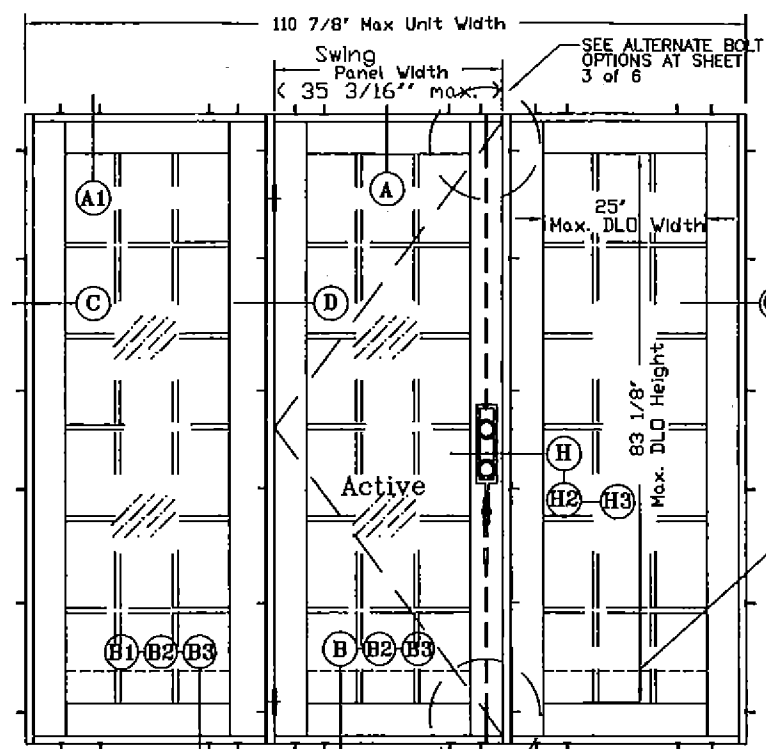 110 7/8' Max Unit Width
Swing
Panel Width
35 3/16'' max.
SEE ALTERNATE BOLT
OPTIONS AT SHEET
3 of 6
A1
A
25'
Max. DLO Width
C
D
83 1/8'
Max. DLO Height
H
Active
H2
H3
B1
B2
B3
B
B2
B3